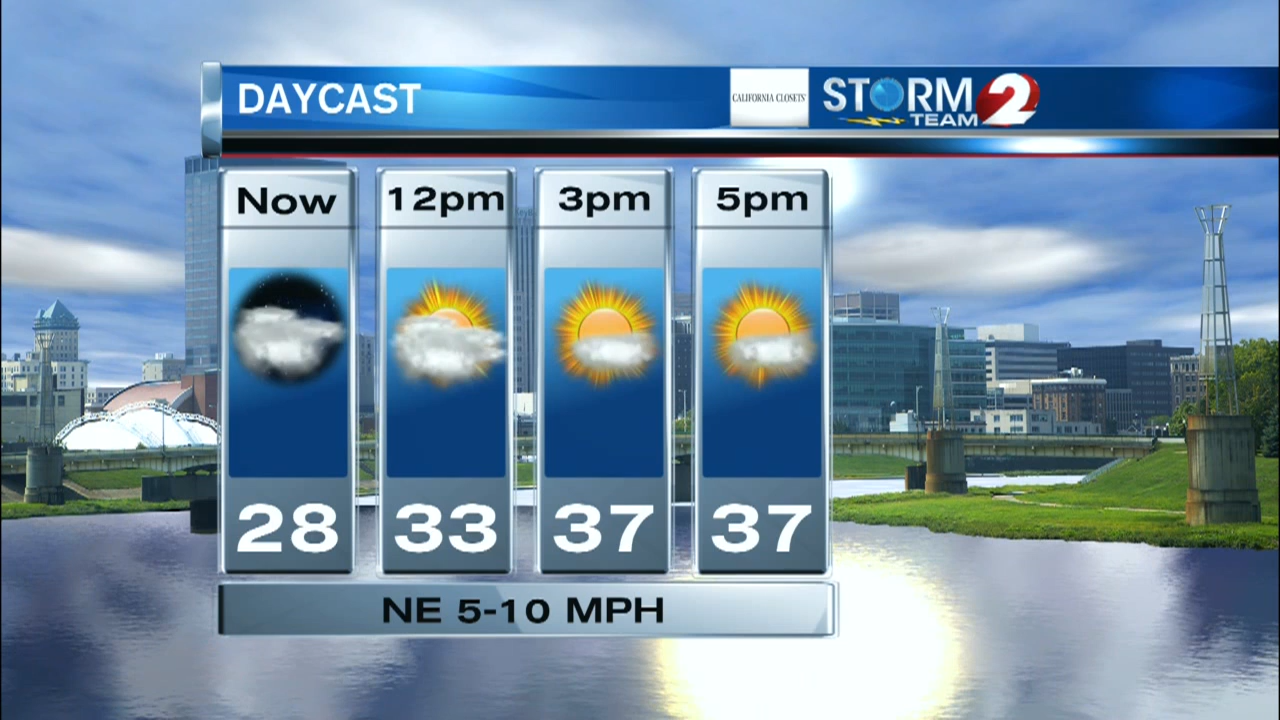 DAYCAST
CALIFORNIA CLOSETS
STORM
TEAM 2
Now 12pm 3pm 5pm
28 33 37 37
NE 5-10 MPH